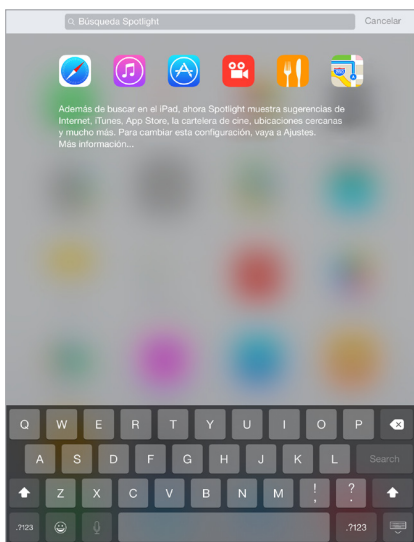 Búsqueda Spotlight
Cancelar
Además de buscar en el iPad, ahora Spotlight muestra sugerencias de
Internet, iTunes, App Store, la cartelera de cine, ubicaciones cercanas
y mucho más. Para cambiar esta configuración, vaya a Ajustes.
Más información...
Q W E R T Y U I O P
A S D F G H J K L Search
Z X C V B N M ! , ? .
.?123 .?123